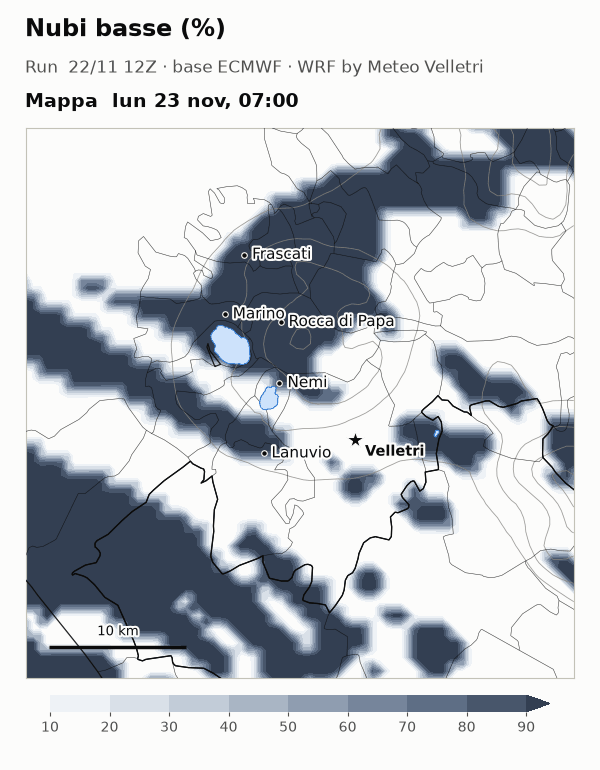 Nubi basse (%)
Run  22/11 12Z · base ECMWF · WRF by Meteo Velletri
Mappa  lun 23 nov, 07:00
Frascati
Marino
Rocca di Papa
Nemi
Velletri
Lanuvio
10 km
10 20 30 40 50 60 70 80 90